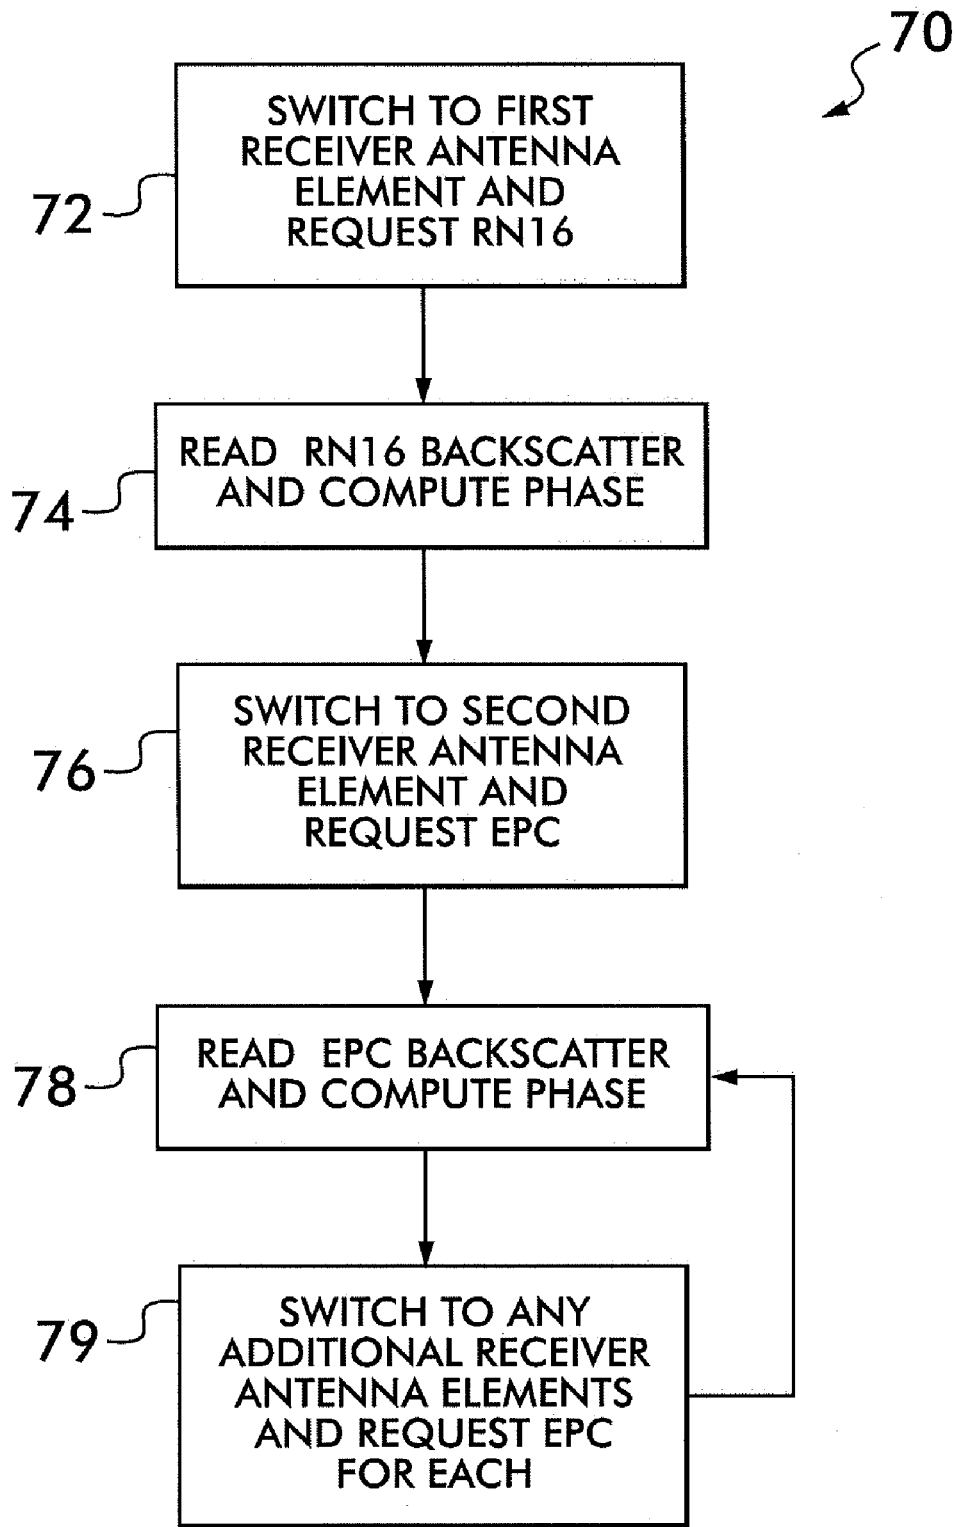 70
SWITCH TO FIRST
RECEIVER ANTENNA
ELEMENT AND
REQUEST RN16
72
READ RN16 BACKSCATTER
AND COMPUTE PHASE
74
SWITCH TO SECOND
RECEIVER ANTENNA
ELEMENT AND
REQUEST EPC
76
READ EPC BACKSCATTER
AND COMPUTE PHASE
78
SWITCH TO ANY
ADDITIONAL RECEIVER
ANTENNA ELEMENTS
AND REQUEST EPC
FOR EACH
79